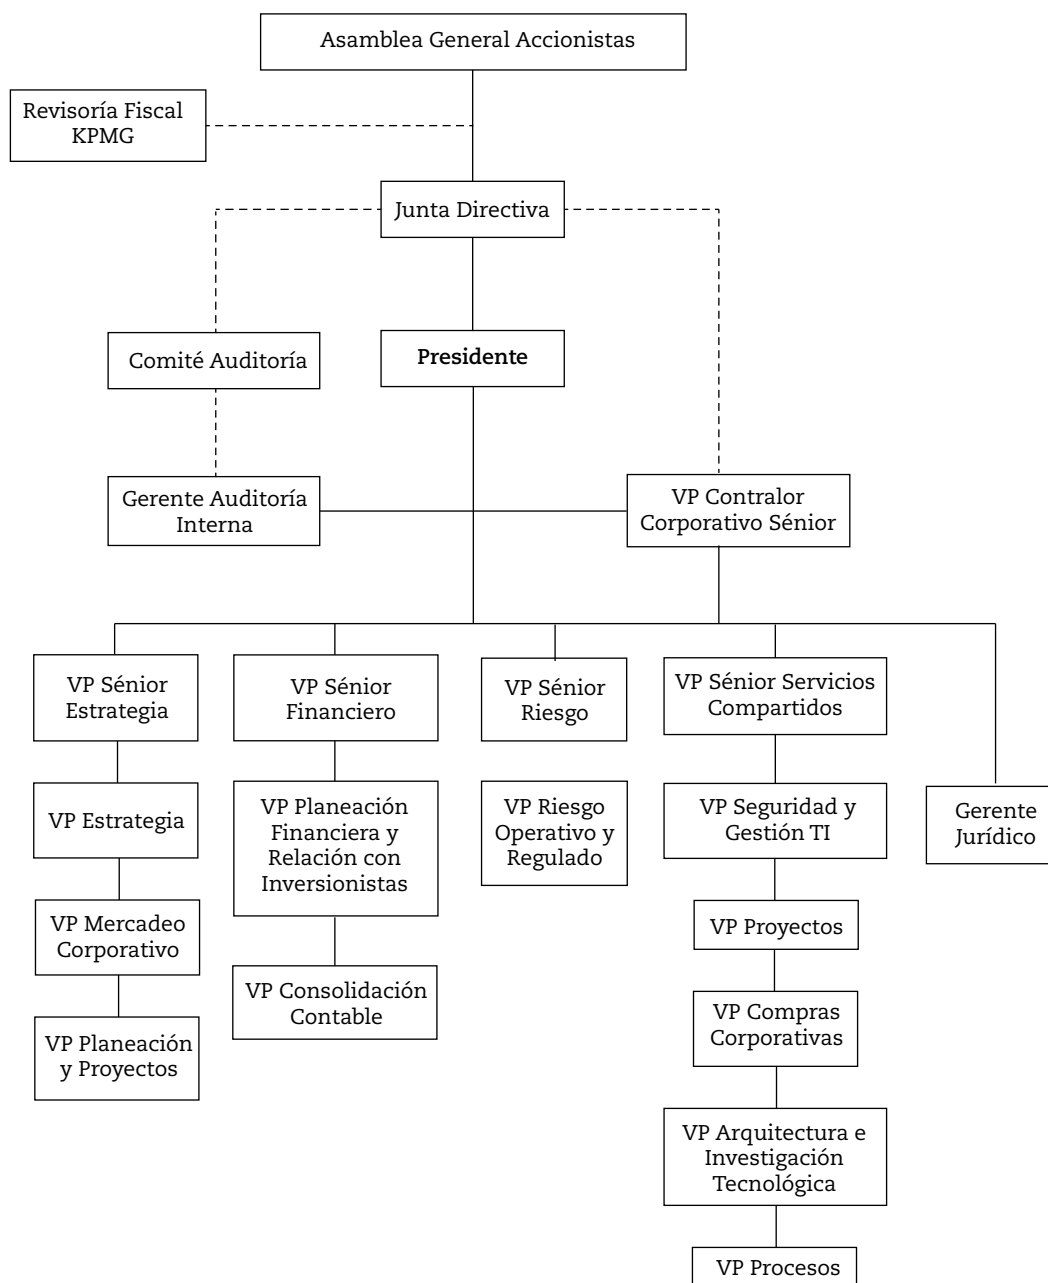 Asamblea General Accionistas
Revisoría Fiscal
KPMG
Junta Directiva
Comité Auditoría
Presidente
Gerente Auditoría
Interna
VP Contralor
Corporativo Sénior
VP Sénior
Estrategia
VP Sénior
Financiero
VP Sénior
Riesgo
VP Sénior Servicios
Compartidos
VP Estrategia
VP Planeación
Financiera y
Relación con
Inversionistas
VP Riesgo
Operativo y
Regulado
VP Seguridad y
Gestión TI
Gerente
Jurídico
VP Mercadeo
Corporativo
VP Proyectos
VP Consolidación
Contable
VP Compras
Corporativas
VP Planeación
y Proyectos
VP Arquitectura e
Investigación
Tecnológica
VP Procesos